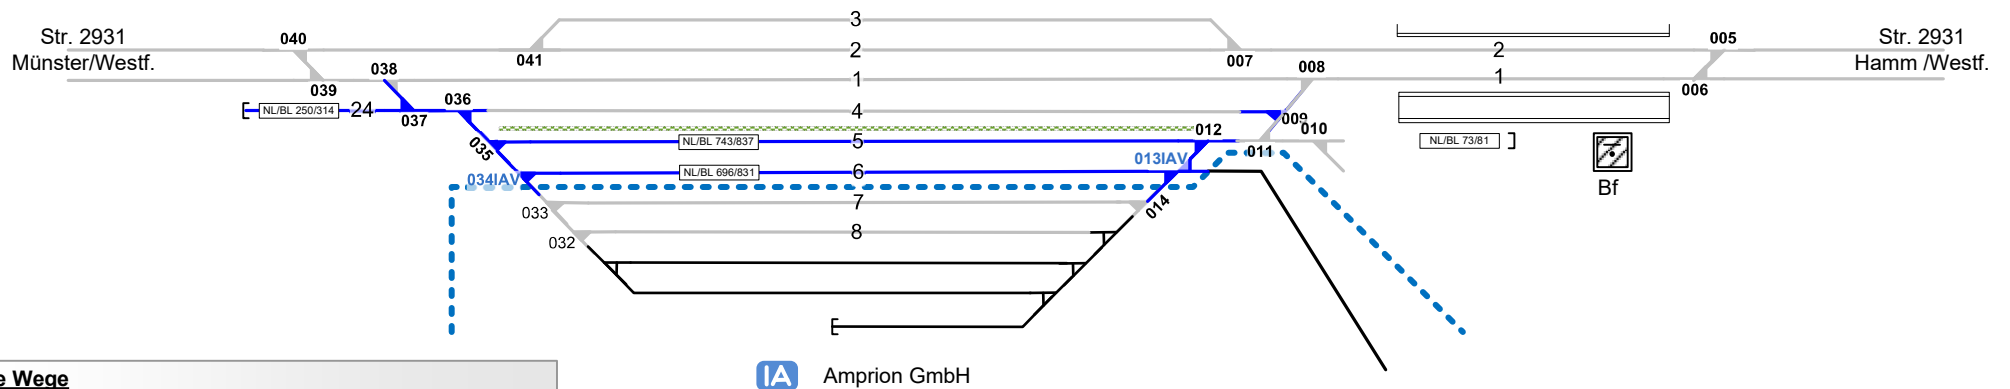 3
Str. 2931
Münster/Westf.
040
041
2
007
2
005
Str. 2931
Hamm /Westf.
038
039
1
008
1
006
NL/BL 250/314
24
037
036
4
009
010
035
NL/BL 743/837
5
012
011
NL/BL 73/81
Bf
034IAV
NL/BL 696/831
6
013IAV
033
7
014
032
8
e Wege
IA
Amprion GmbH